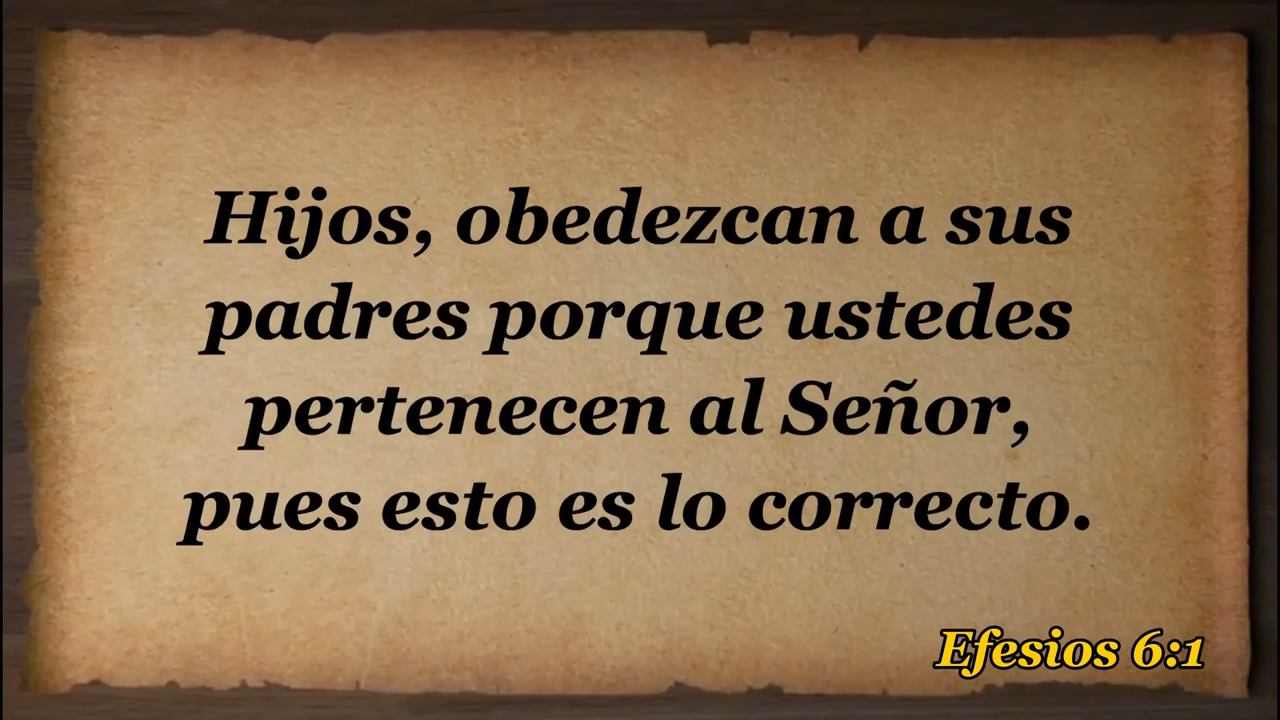 Hijos, obedezcan a sus
padres porque ustedes
pertenecen al Señor,
pues esto es lo correcto.
Efesios 6:1